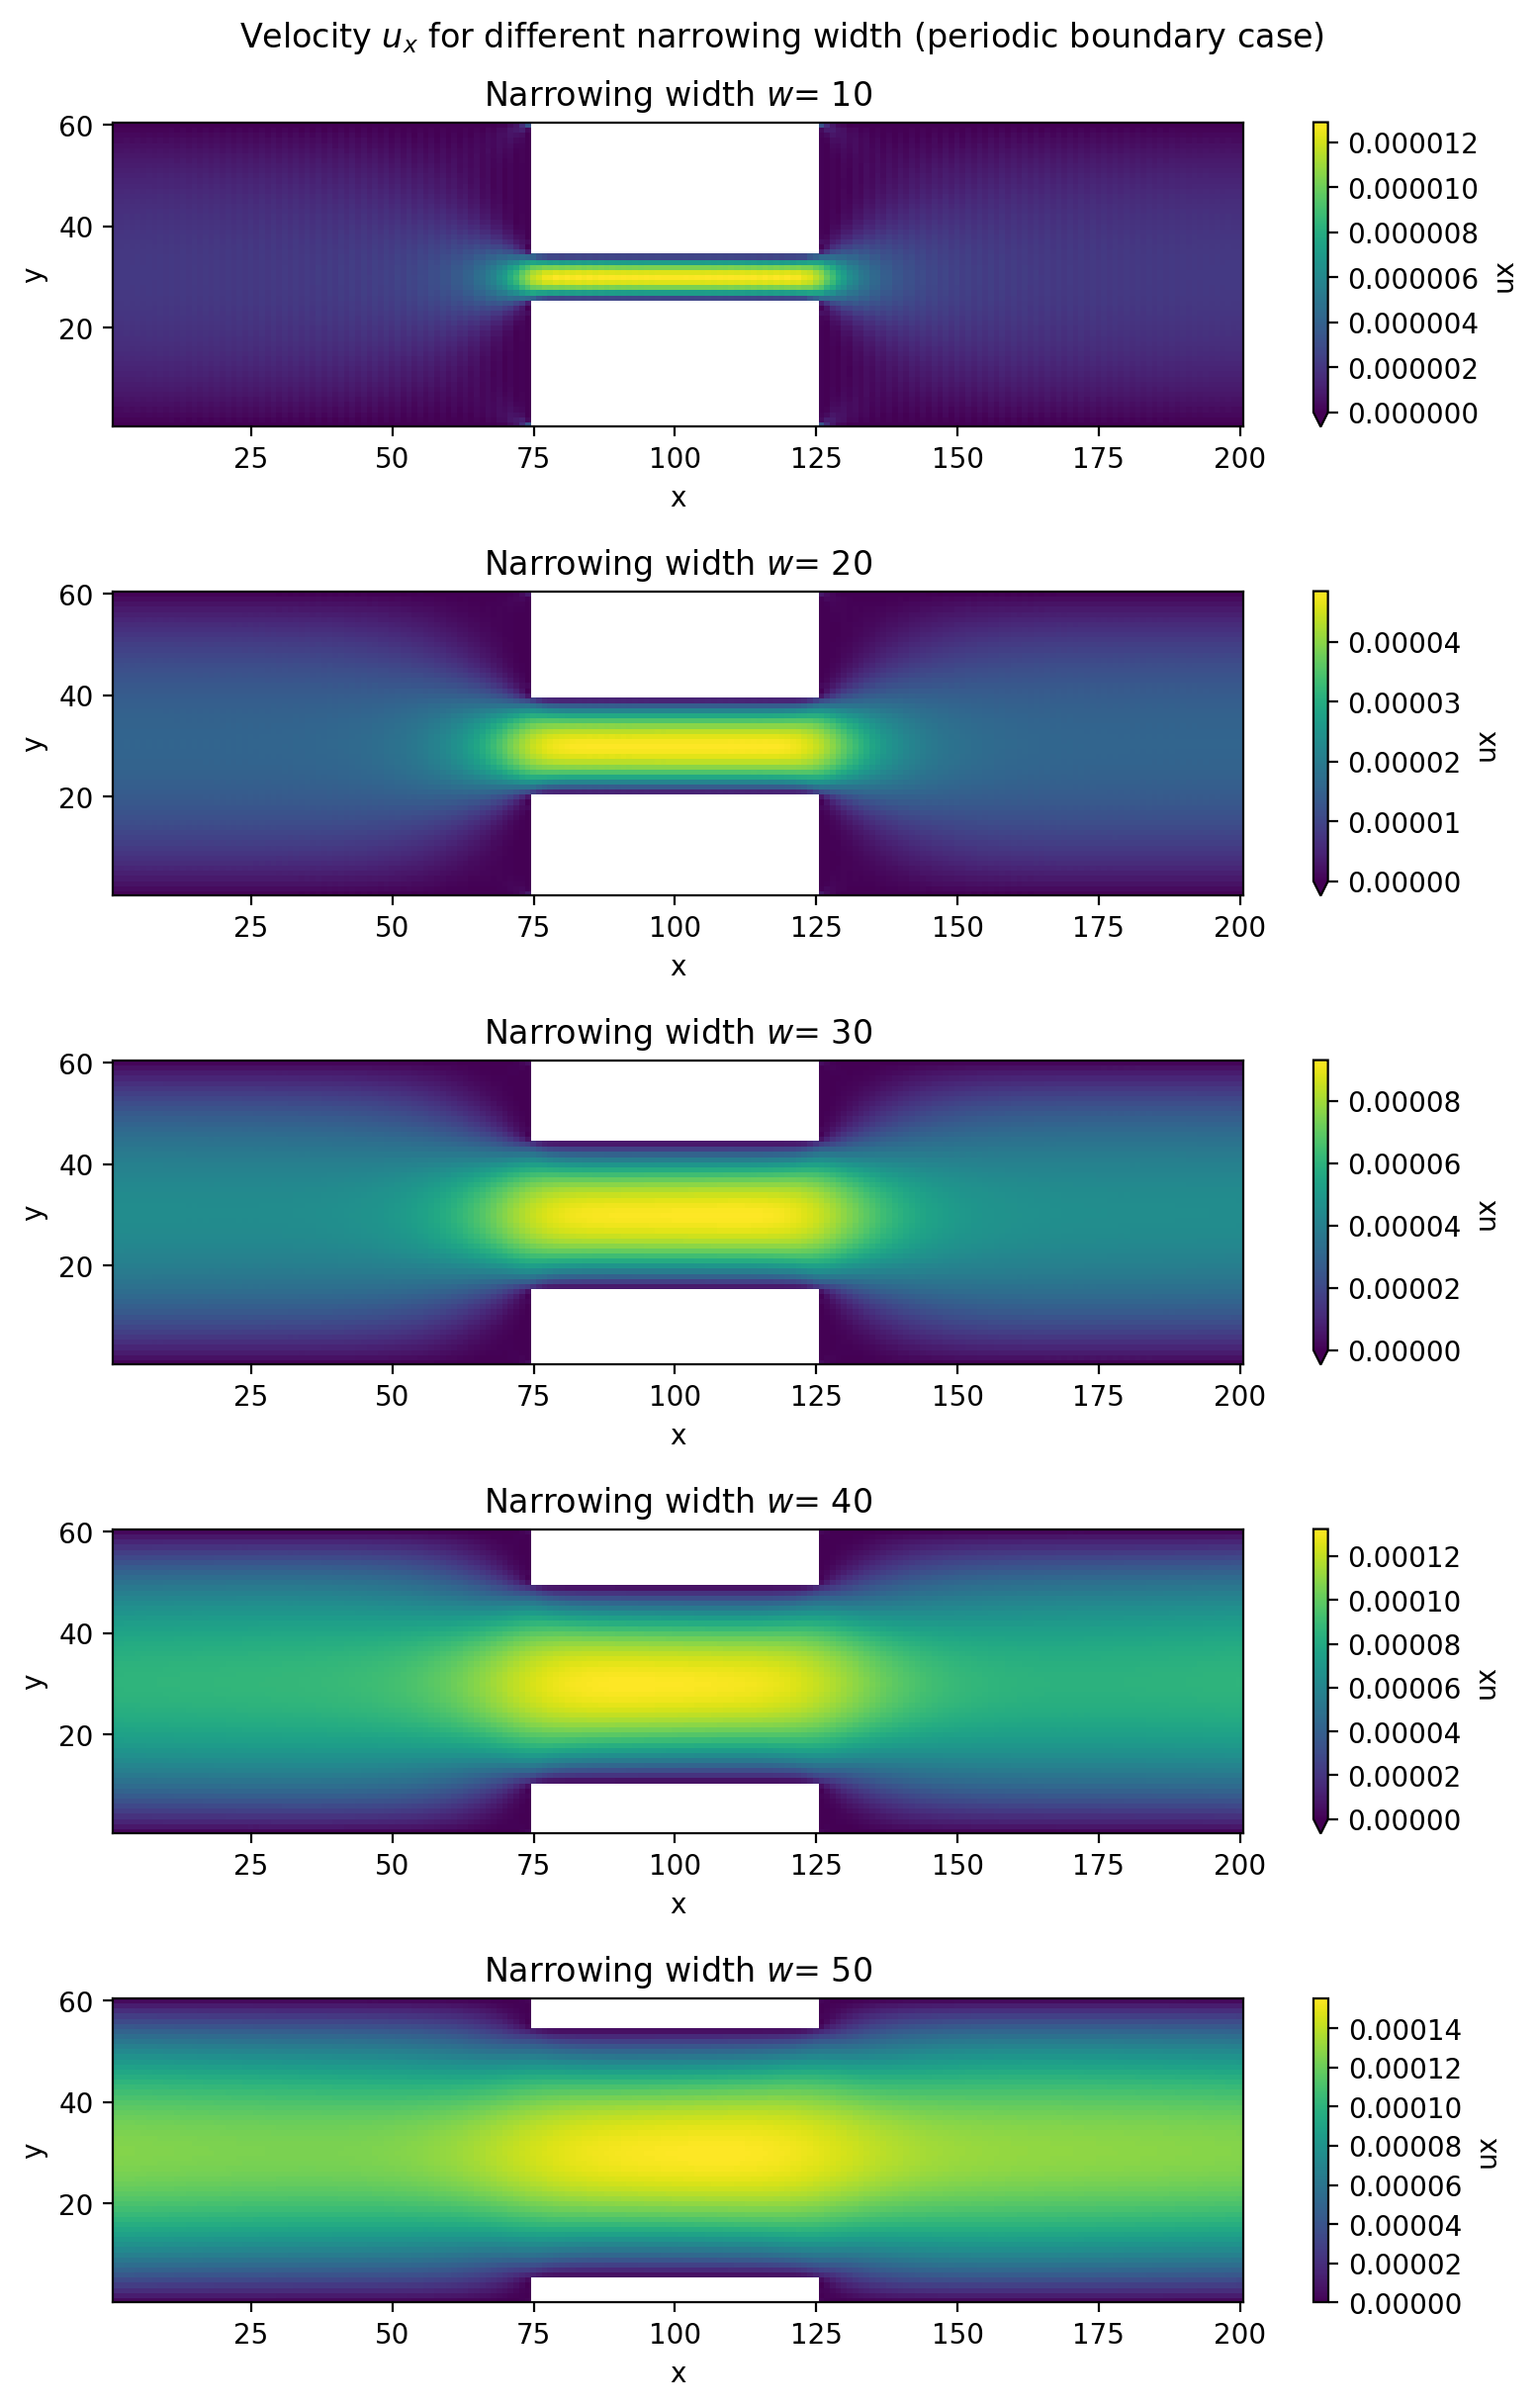 Velocity u_x for different narrowing width (periodic boundary case)
Narrowing width w= 10
60
40
20
y
25 50 75 100 125 150 175 200
x
0.000012
0.000010
0.000008
0.000006
0.000004
0.000002
0.000000
ux
Narrowing width w= 20
60
40
20
y
25 50 75 100 125 150 175 200
x
0.00004
0.00003
0.00002
0.00001
0.00000
ux
Narrowing width w= 30
60
40
20
y
25 50 75 100 125 150 175 200
x
0.00008
0.00006
0.00004
0.00002
0.00000
ux
Narrowing width w= 40
60
40
20
y
25 50 75 100 125 150 175 200
x
0.00012
0.00010
0.00008
0.00006
0.00004
0.00002
0.00000
ux
Narrowing width w= 50
60
40
20
y
25 50 75 100 125 150 175 200
x
0.00014
0.00012
0.00010
0.00008
0.00006
0.00004
0.00002
0.00000
ux